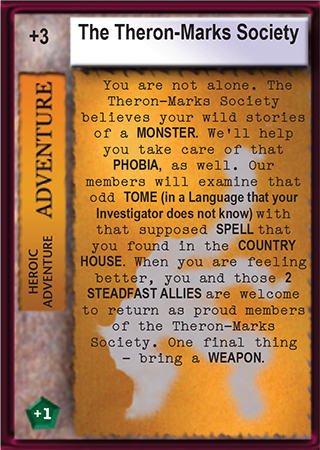 +3
The Theron-Marks Society
HEROIC
ADVENTURE
ADVENTURE
You are not alone. The
Theron-Marks Society
believes your wild stories
of a MONSTER. We'll help
you take care of that
PHOBIA, as well. Our
members will examine that
odd TOME (in a Language that your
Investigator does not know) with
that supposed SPELL that
you found in the COUNTRY
HOUSE. When you are feeling
better, you and those 2
STEADFAST ALLIES are welcome
to return as proud members
of the Theron-Marks
Society. One final thing
– bring a WEAPON.
+1